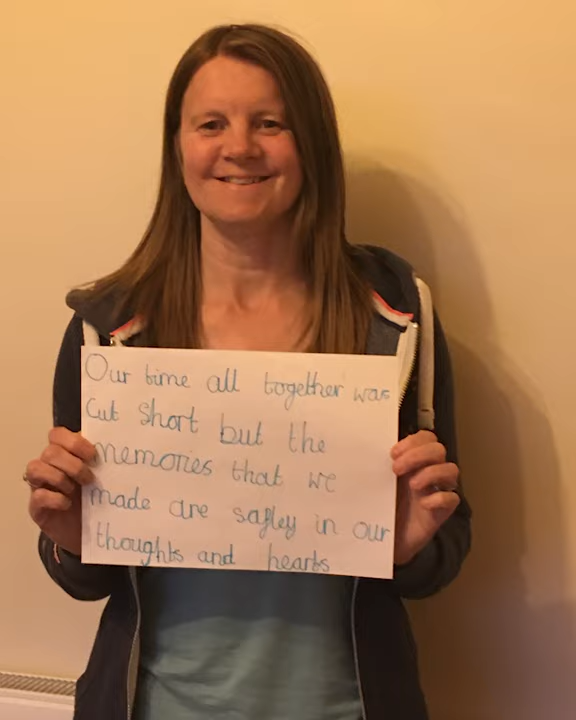 Our time all together was
Cut Short but the
memories that we
made are safley in our
thoughts and hearts